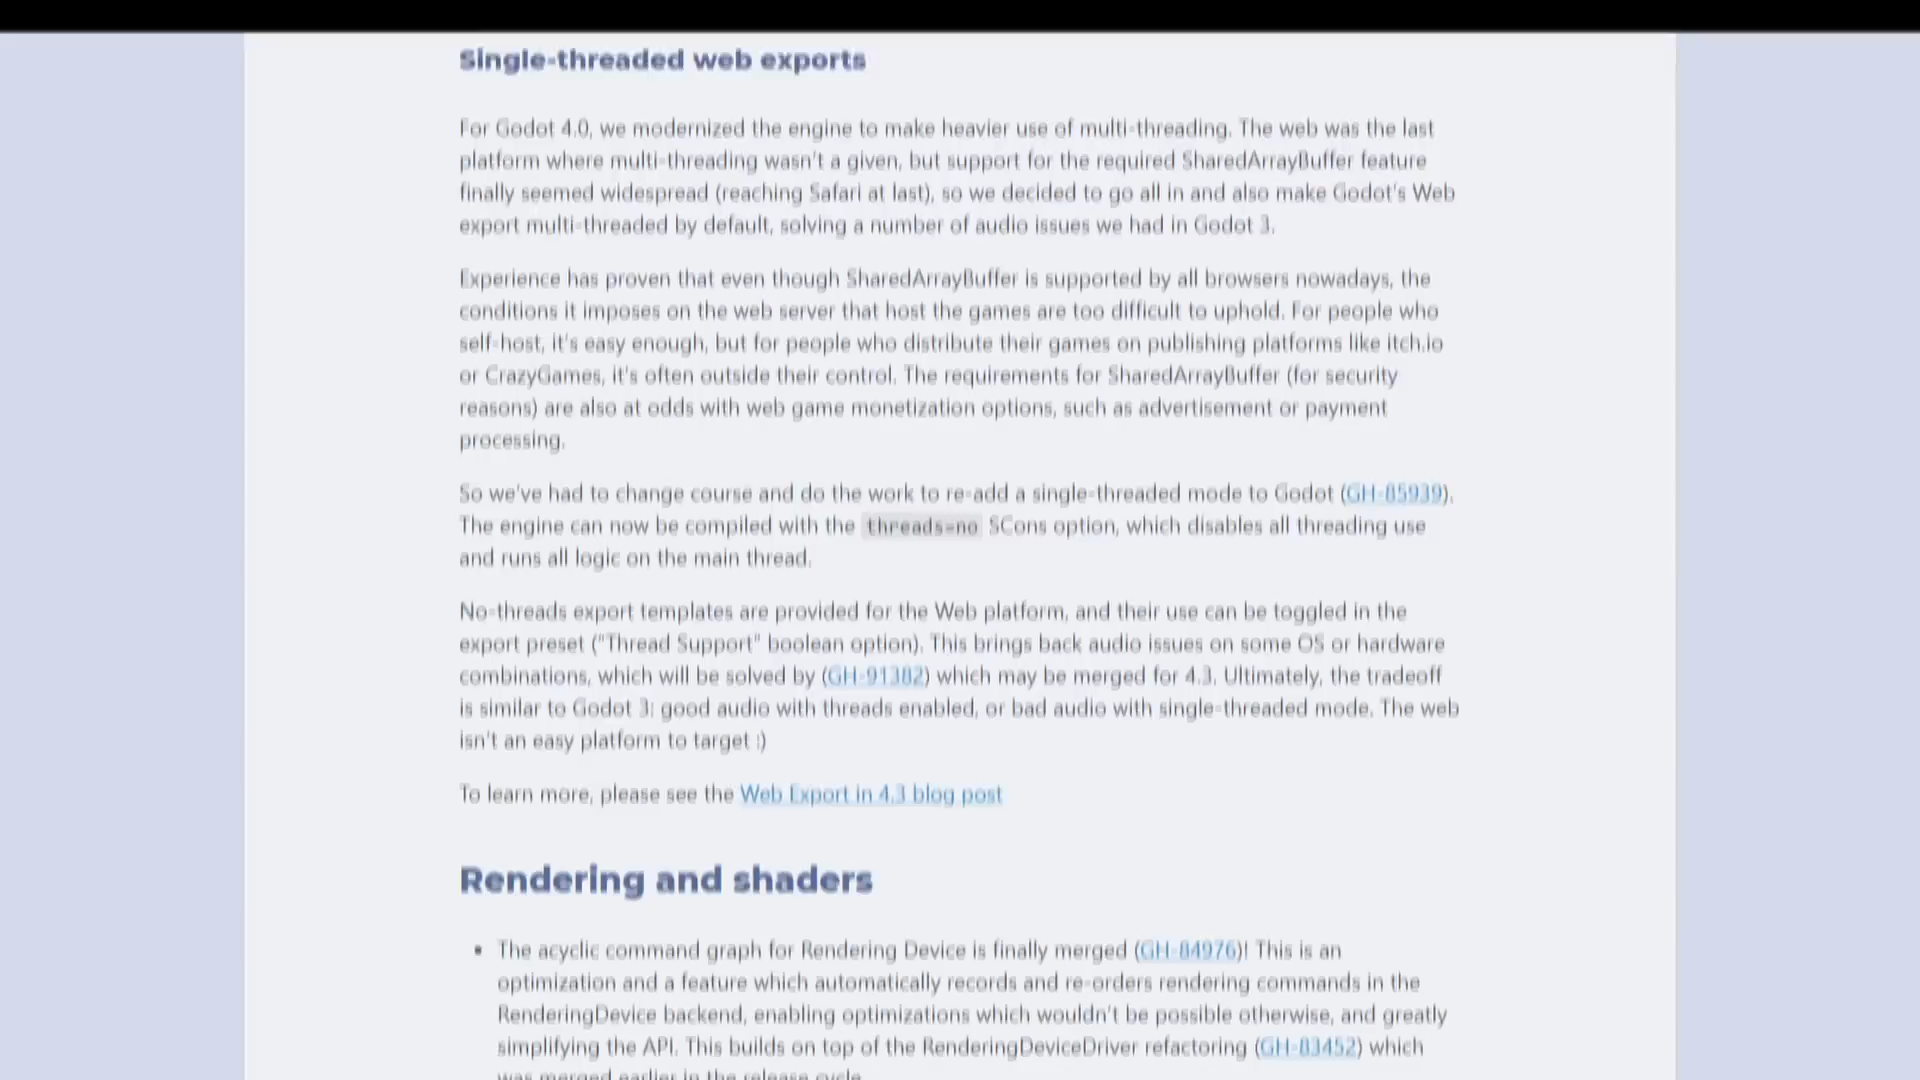 Single-threaded web exports
For Godot 4.0, we modernized the engine to make heavier use of multi-threading. The web was the last
platform where multi-threading wasn't a given, but support for the required SharedArrayBuffer feature
finally seemed widespread (reaching Safari at last), so we decided to go all in and also make Godot's Web
export multi-threaded by default, solving a number of audio issues we had in Godot 3.
Experience has proven that even though SharedArrayBuffer is supported by all browsers nowadays, the
conditions it imposes on the web server that host the games are too difficult to uphold. For people who
self-host, it's easy enough, but for people who distribute their games on publishing platforms like itch.io
or CrazyGames, it's often outside their control. The requirements for SharedArrayBuffer (for security
reasons) are also at odds with web game monetization options, such as advertisement or payment
processing.
So we've had to change course and do the work to re-add a single-threaded mode to Godot (GH-85939).
The engine can now be compiled with the threads=no SCons option, which disables all threading use
and runs all logic on the main thread.
No-threads export templates are provided for the Web platform, and their use can be toggled in the
export preset ("Thread Support" boolean option). This brings back audio issues on some OS or hardware
combinations, which will be solved by (GH-91382) which may be merged for 4.3. Ultimately, the tradeoff
is similar to Godot 3: good audio with threads enabled, or bad audio with single-threaded mode. The web
isn't an easy platform to target :)
To learn more, please see the Web Export in 4.3 blog post
Rendering and shaders
• The acyclic command graph for Rendering Device is finally merged (GH-84976)! This is an
optimization and a feature which automatically records and re-orders rendering commands in the
RenderingDevice backend, enabling optimizations which wouldn't be possible otherwise, and greatly
simplifying the API. This builds on top of the RenderingDeviceDriver refactoring (GH-83452) which
was merged earlier in the release cycle.